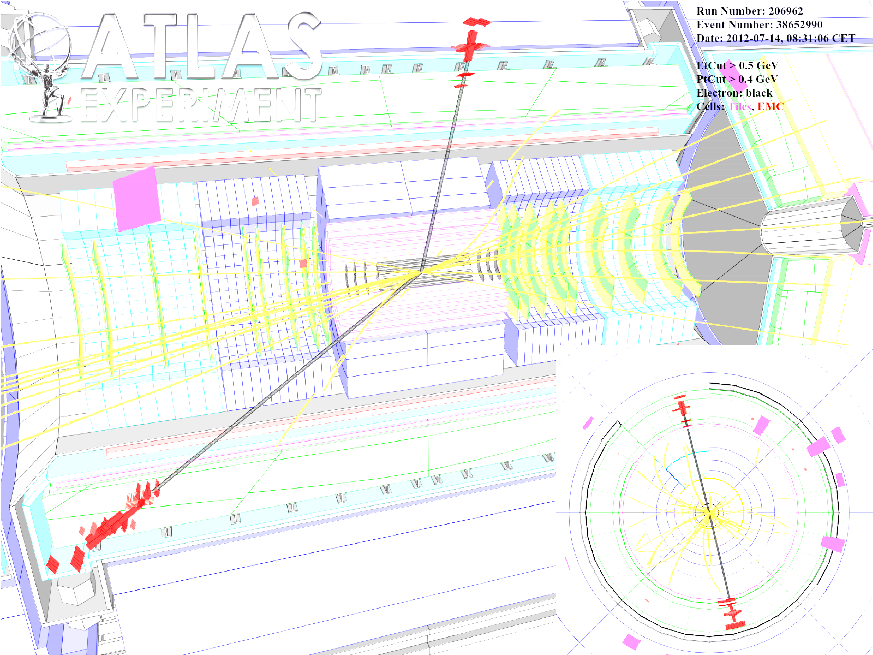 ATLAS
EXPERIMENT
Run Number: 206962
Event Number: 38652990
Date: 2012-07-14, 08:31:06 CET
EtCut > 0.5 GeV
PtCut > 0.4 GeV
Electron: black
Cells: Tiles, EMC